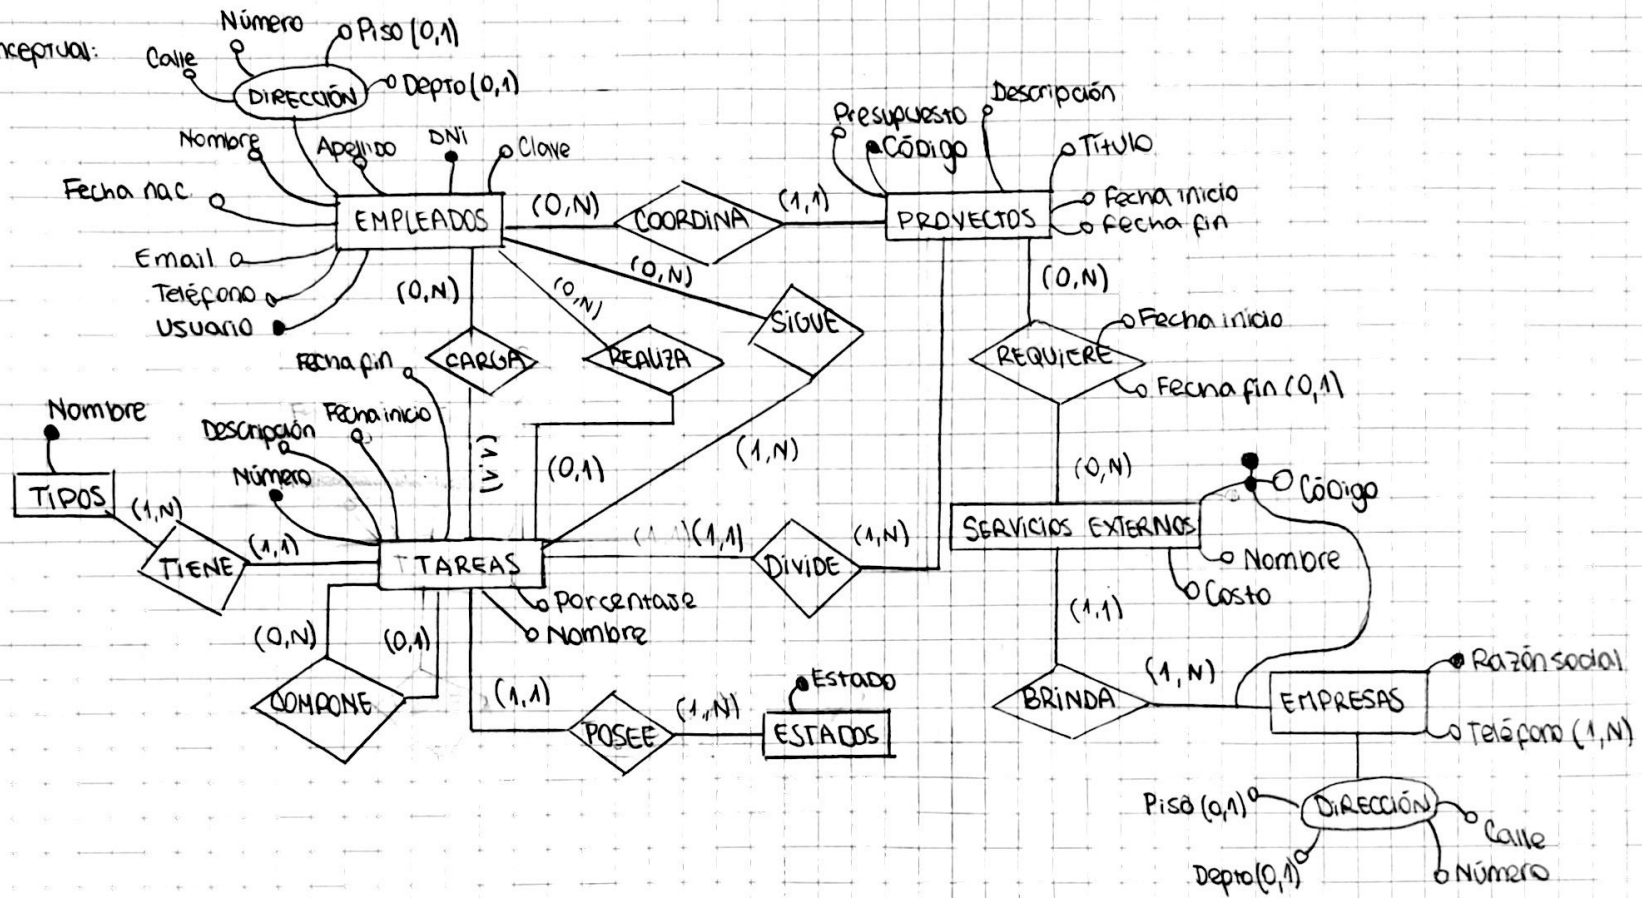 nceptual:
Número
Piso (0,1)
Calle
DIRECCIÓN
Depto (0,1)
Nombre
Apellido
DNi
Clave
Fecha nac.
EMPLEADOS
Email
Teléfono
Usuario
(0,N)
COORDINA
(1,1)
Presupuesto
Código
Descripción
Título
PROYECTOS
Fecha inicio
Fecha fin
(0,N)
CARGA
(1,1)
(0,N)
REALIZA
(0,1)
(0,N)
SIGUE
(1,N)
(0,N)
REQUIERE
Fecha inicio
Fecha fin (0,1)
(0,N)
Nombre
TIPOS
(1,N)
TIENE
(1,1)
Fecha fin
Fecha inicio
Descripción
Número
TAREAS
Porcentaje
Nombre
(1,1)
DIVIDE
(1,N)
(0,N)
(0,1)
COMPONE
(1,1)
POSEE
(1,N)
Estado
ESTADOS
SERVICIOS EXTERNOS
Código
Nombre
Costo
(1,1)
BRINDA
(1,N)
EMPRESAS
Razón social
Teléfono (1,N)
DIRECCIÓN
Piso (0,1)
Depto (0,1)
Calle
Número